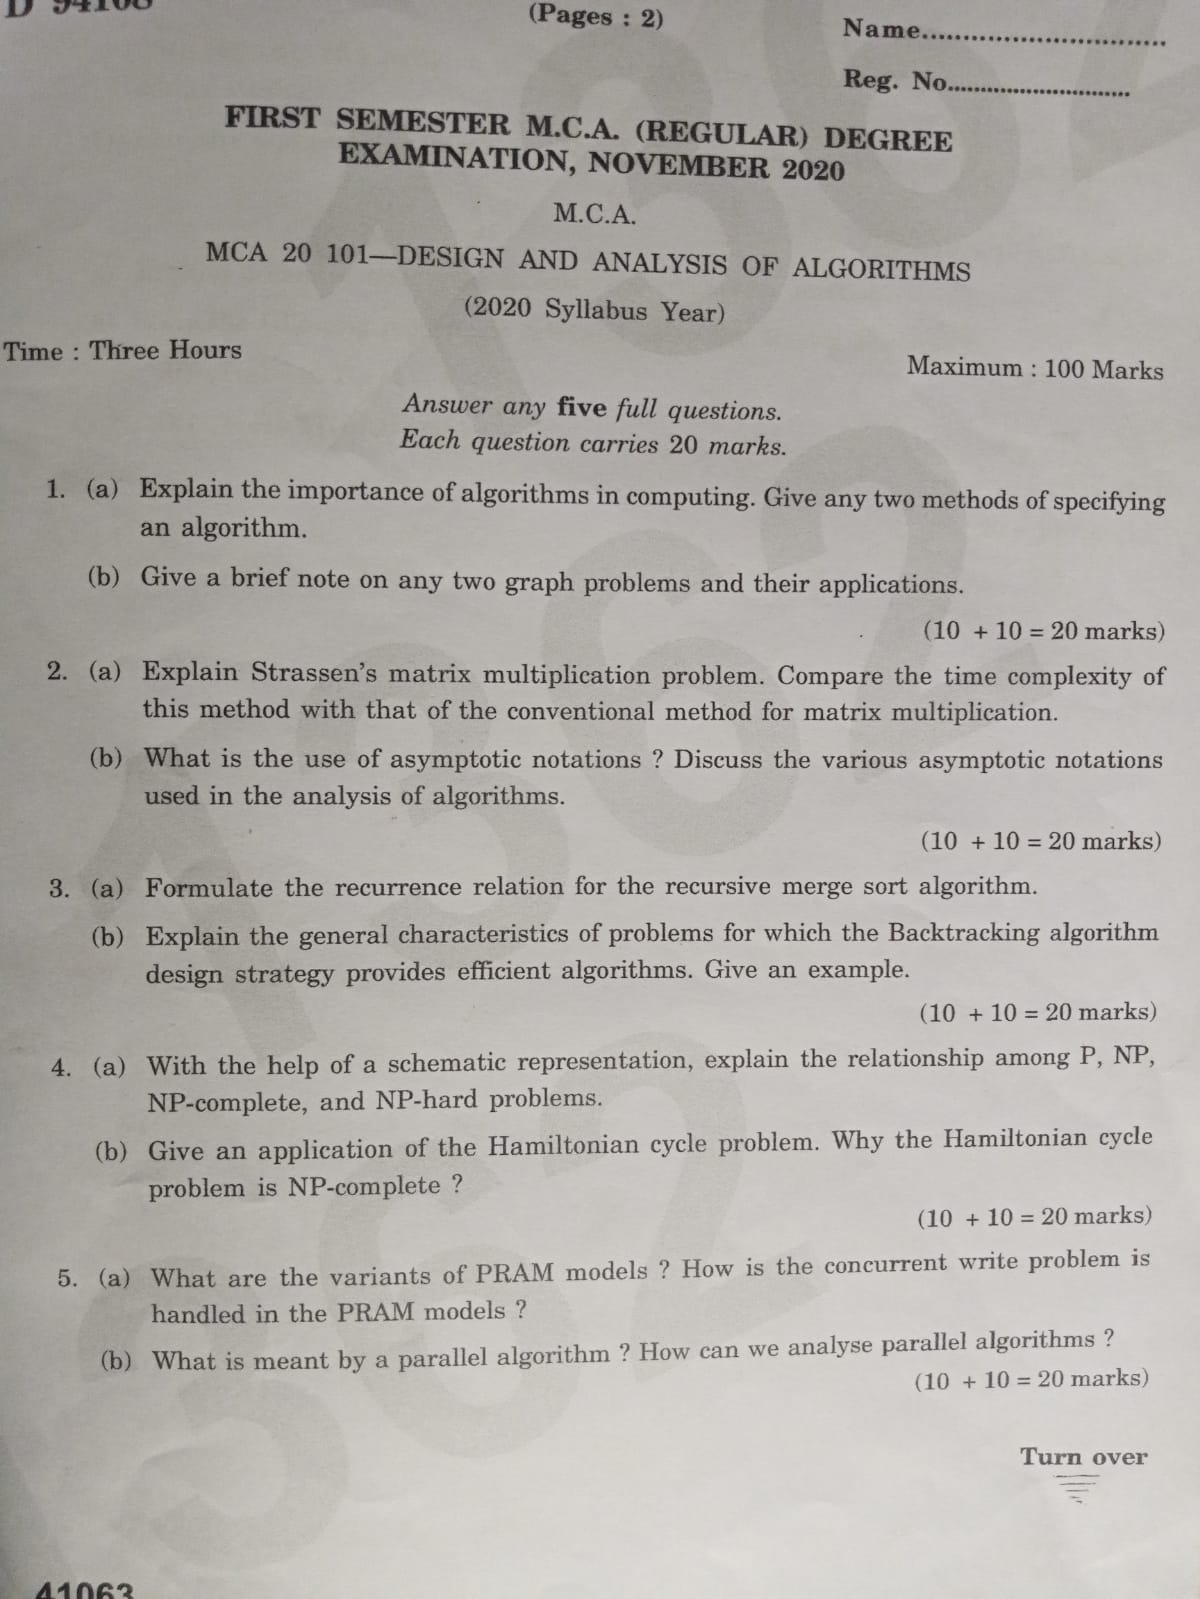 (Pages : 2)
Name..............................
Reg. No...........................
FIRST SEMESTER M.C.A. (REGULAR) DEGREE
EXAMINATION, NOVEMBER 2020
M.C.A.
MCA 20 101—DESIGN AND ANALYSIS OF ALGORITHMS
(2020 Syllabus Year)
Time : Three Hours
Maximum : 100 Marks
Answer any five full questions.
Each question carries 20 marks.
1. (a) Explain the importance of algorithms in computing. Give any two methods of specifying
an algorithm.
(b) Give a brief note on any two graph problems and their applications.
(10 + 10 = 20 marks)
2. (a) Explain Strassen's matrix multiplication problem. Compare the time complexity of
this method with that of the conventional method for matrix multiplication.
(b) What is the use of asymptotic notations ? Discuss the various asymptotic notations
used in the analysis of algorithms.
(10 + 10 = 20 marks)
3. (a) Formulate the recurrence relation for the recursive merge sort algorithm.
(b) Explain the general characteristics of problems for which the Backtracking algorithm
design strategy provides efficient algorithms. Give an example.
(10 + 10 = 20 marks)
4. (a) With the help of a schematic representation, explain the relationship among P, NP,
NP-complete, and NP-hard problems.
(b) Give an application of the Hamiltonian cycle problem. Why the Hamiltonian cycle
problem is NP-complete ?
(10 + 10 = 20 marks)
5. (a) What are the variants of PRAM models ? How is the concurrent write problem is
handled in the PRAM models ?
(b) What is meant by a parallel algorithm ? How can we analyse parallel algorithms ?
(10 + 10 = 20 marks)
Turn over
41063